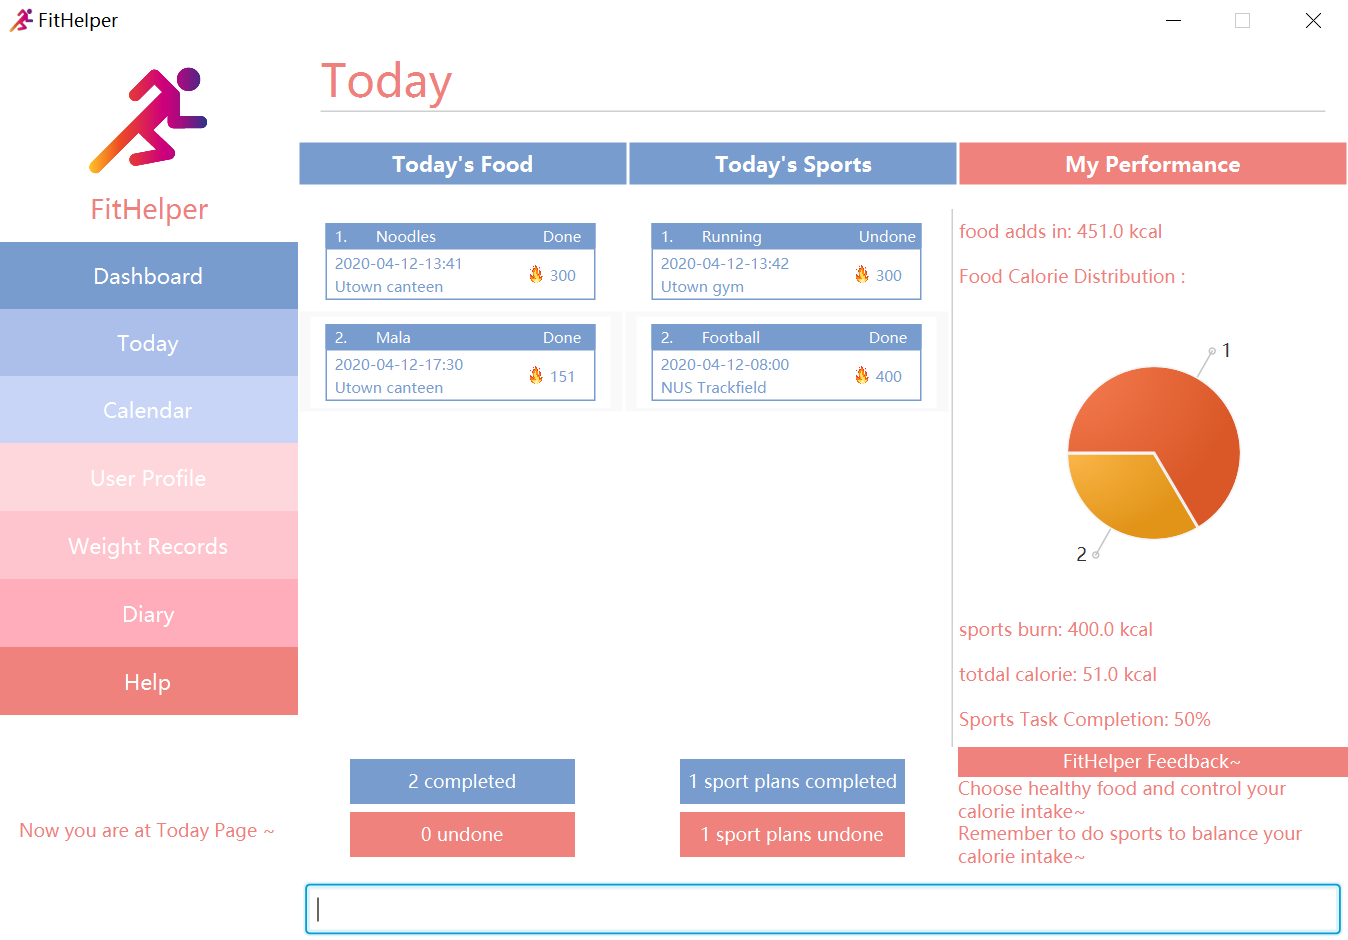 FitHelper
FitHelper
Dashboard
Today
Calendar
User Profile
Weight Records
Diary
Help
Now you are at Today Page ~
Today
Today's Food
Today's Sports
My Performance
1. Noodles Done
2020-04-12-13:41
Utown canteen
300
2. Mala Done
2020-04-12-17:30
Utown canteen
151
2 completed
0 undone
1. Running Undone
2020-04-12-13:42
Utown gym
300
2. Football Done
2020-04-12-08:00
NUS Trackfield
400
1 sport plans completed
1 sport plans undone
food adds in: 451.0 kcal
Food Calorie Distribution :
1
2
sports burn: 400.0 kcal
totdal calorie: 51.0 kcal
Sports Task Completion: 50%
FitHelper Feedback~
Choose healthy food and control your
calorie intake~
Remember to do sports to balance your
calorie intake~